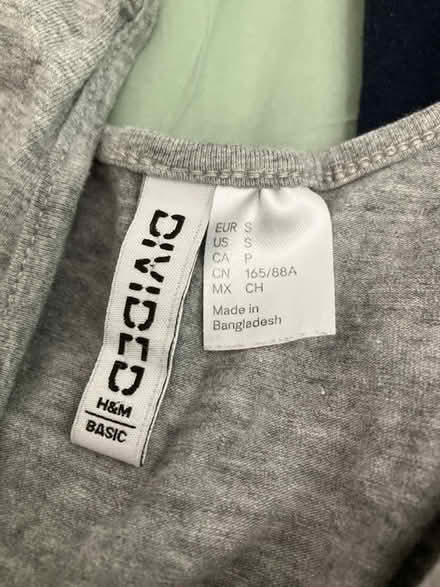 DIVIDED
H&M
BASIC
EUR S
US S
CA P
CN 165/88A
MX CH
Made in
Bangladesh